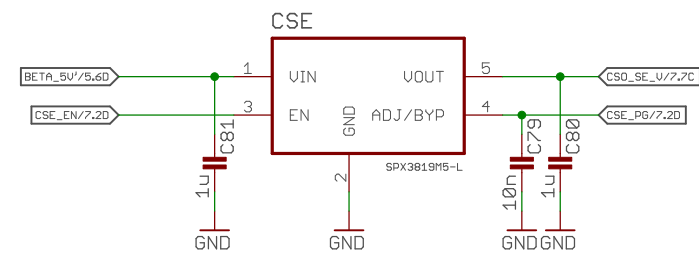 CSE
BETA_5V'/5.6D
1
VIN
VOUT
5
CSO_SE_V/7.7C
CSE_EN/7.2D
3
EN
GND
ADJ/BYP
4
CSE_PG/7.2D
C81
1u
2
SPX3819M5-L
C79
10n
C80
1u
GND
GND
GND
GND